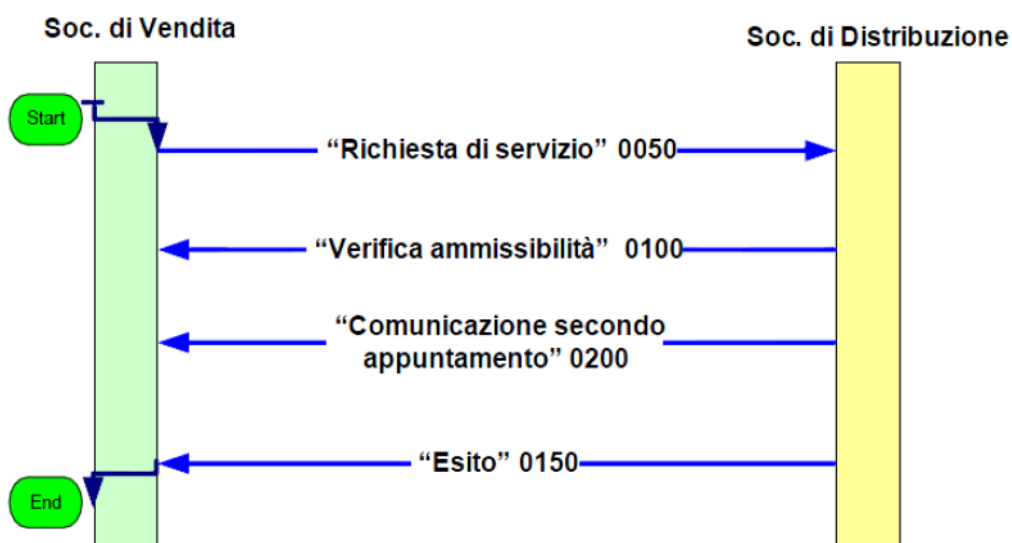 Soc. di Vendita
Soc. di Distribuzione
Start
“Richiesta di servizio” 0050
“Verifica ammissibilità” 0100
“Comunicazione secondo
appuntamento” 0200
“Esito” 0150
End